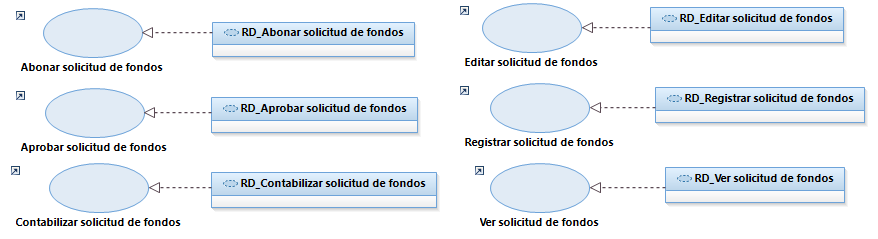 RD_Abonar solicitud de fondos
Abonar solicitud de fondos
RD_Aprobar solicitud de fondos
Aprobar solicitud de fondos
RD_Contabilizar solicitud de fondos
Contabilizar solicitud de fondos
RD_Editar solicitud de fondos
Editar solicitud de fondos
RD_Registrar solicitud de fondos
Registrar solicitud de fondos
RD_Ver solicitud de fondos
Ver solicitud de fondos